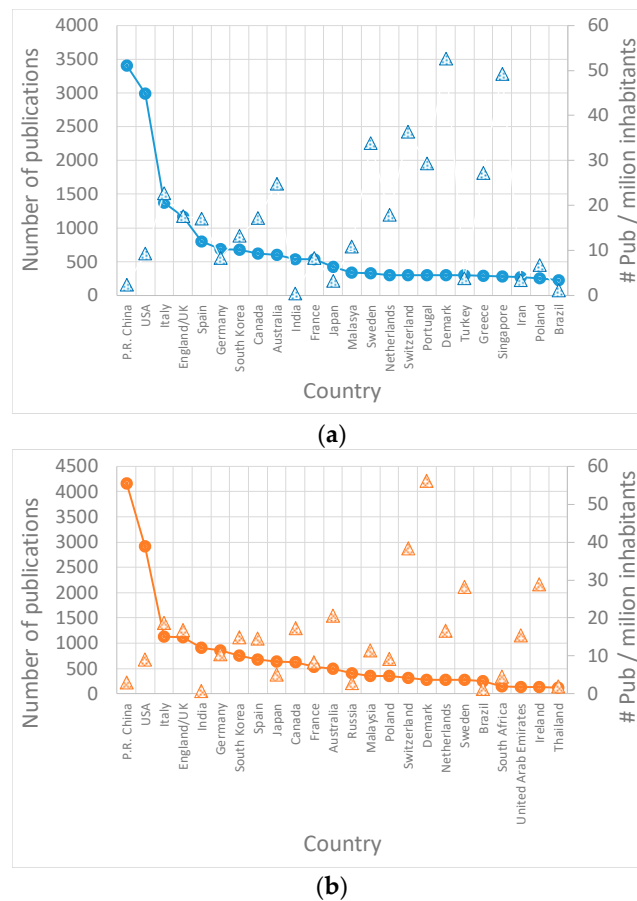 4000
3500
3000
2500
2000
1500
1000
500
0
Number of publications
60
50
40
30
20
10
0
# Pub / milion inhabitants
P.R. China
USA
Italy
England/UK
Spain
Germany
South Korea
Canada
Australia
India
France
Japan
Malasya
Sweden
Netherlands
Switzerland
Portugal
Demark
Turkey
Greece
Singapore
Iran
Poland
Brazil
Country
(a)
4500
4000
3500
3000
2500
2000
1500
1000
500
0
Number of publications
60
50
40
30
20
10
0
# Pub / milion inhabitants
P.R. China
USA
Italy
England/UK
India
Germany
South Korea
Spain
Japan
Canada
France
Australia
Russia
Malaysia
Poland
Switzerland
Demark
Netherlands
Sweden
Brazil
South Africa
United Arab Emirates
Ireland
Thailand
Country
(b)